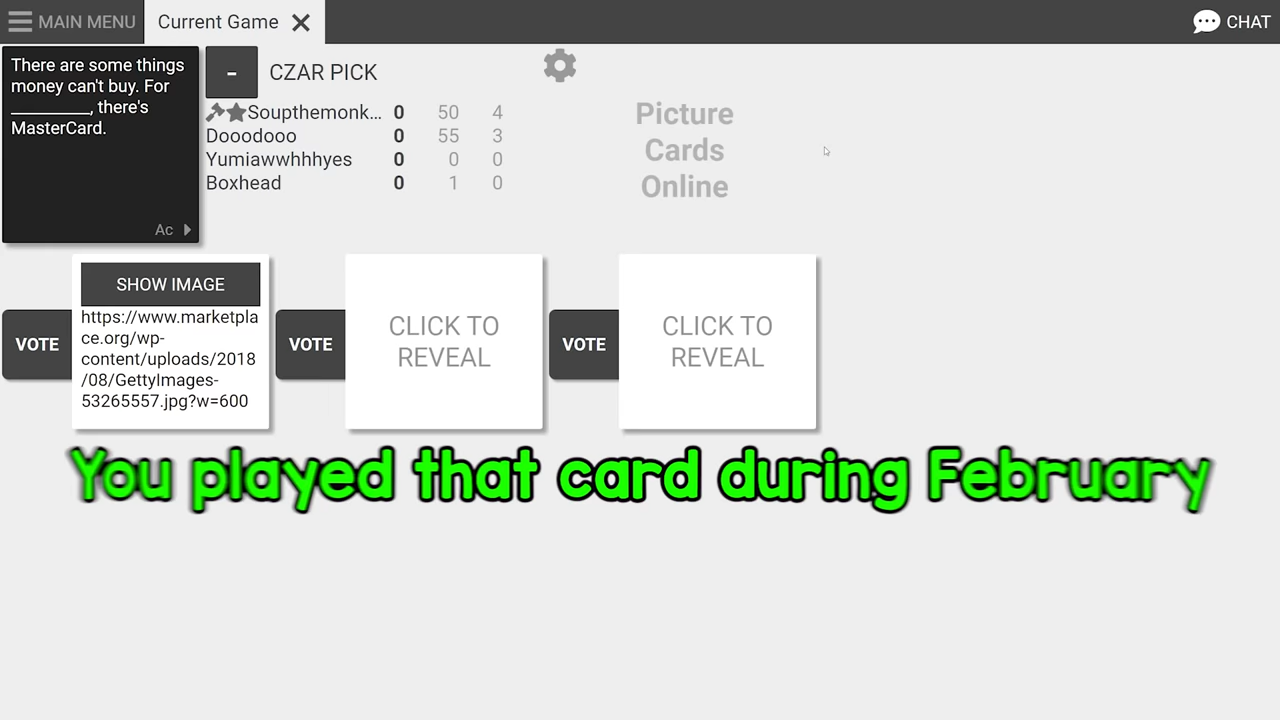 MAIN MENU
Current Game
CHAT
There are some things
money can't buy. For
_________, there's
MasterCard.
Ac
-
CZAR PICK
Soupthemonk... 0 50 4
Dooodooo 0 55 3
Yumiawwhhhyes 0 0 0
Boxhead 0 1 0
Picture
Cards
Online
VOTE
SHOW IMAGE
https://www.marketpla
ce.org/wp-
content/uploads/2018
/08/GettyImages-
53265557.jpg?w=600
VOTE
CLICK TO
REVEAL
VOTE
CLICK TO
REVEAL
You played that card during February